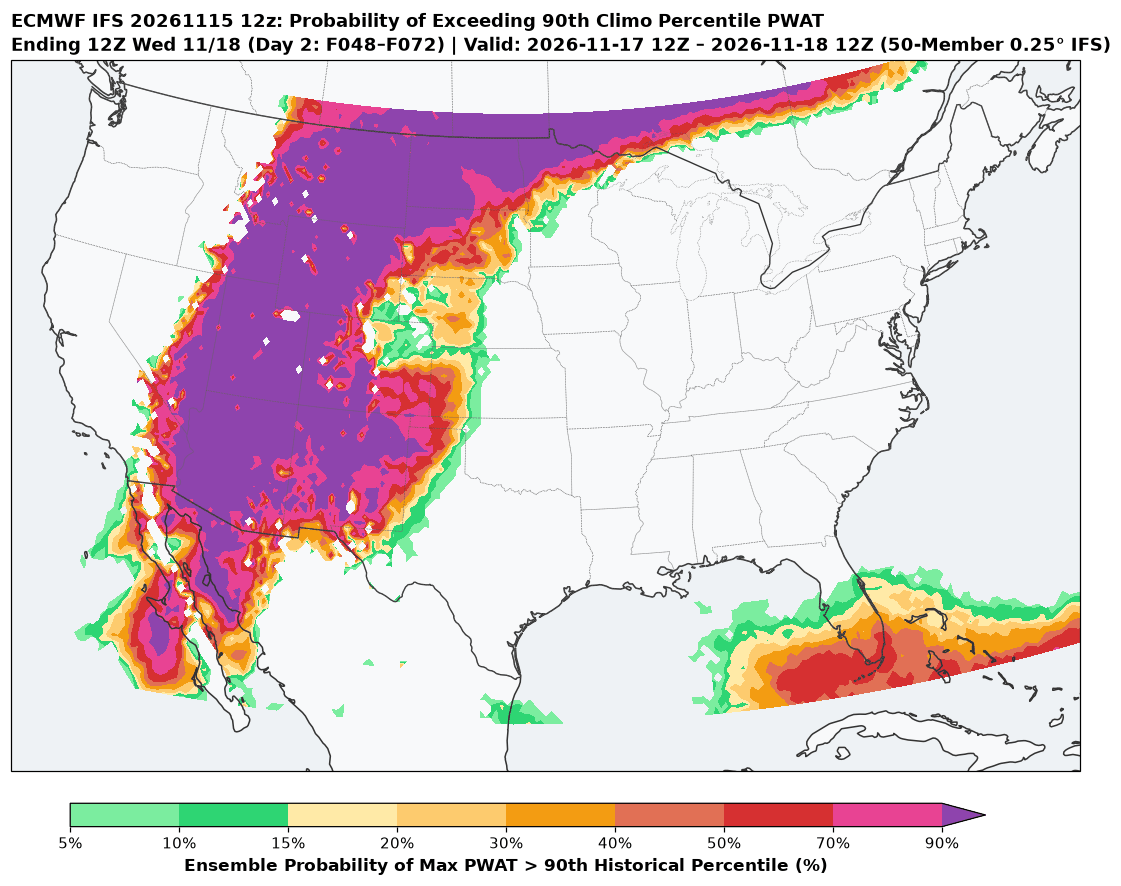 ECMWF IFS 20261115 12z: Probability of Exceeding 90th Climo Percentile PWAT
Ending 12Z Wed 11/18 (Day 2: F048–F072) | Valid: 2026-11-17 12Z – 2026-11-18 12Z (50-Member 0.25° IFS)
5% 10% 15% 20% 30% 40% 50% 70% 90%
Ensemble Probability of Max PWAT > 90th Historical Percentile (%)